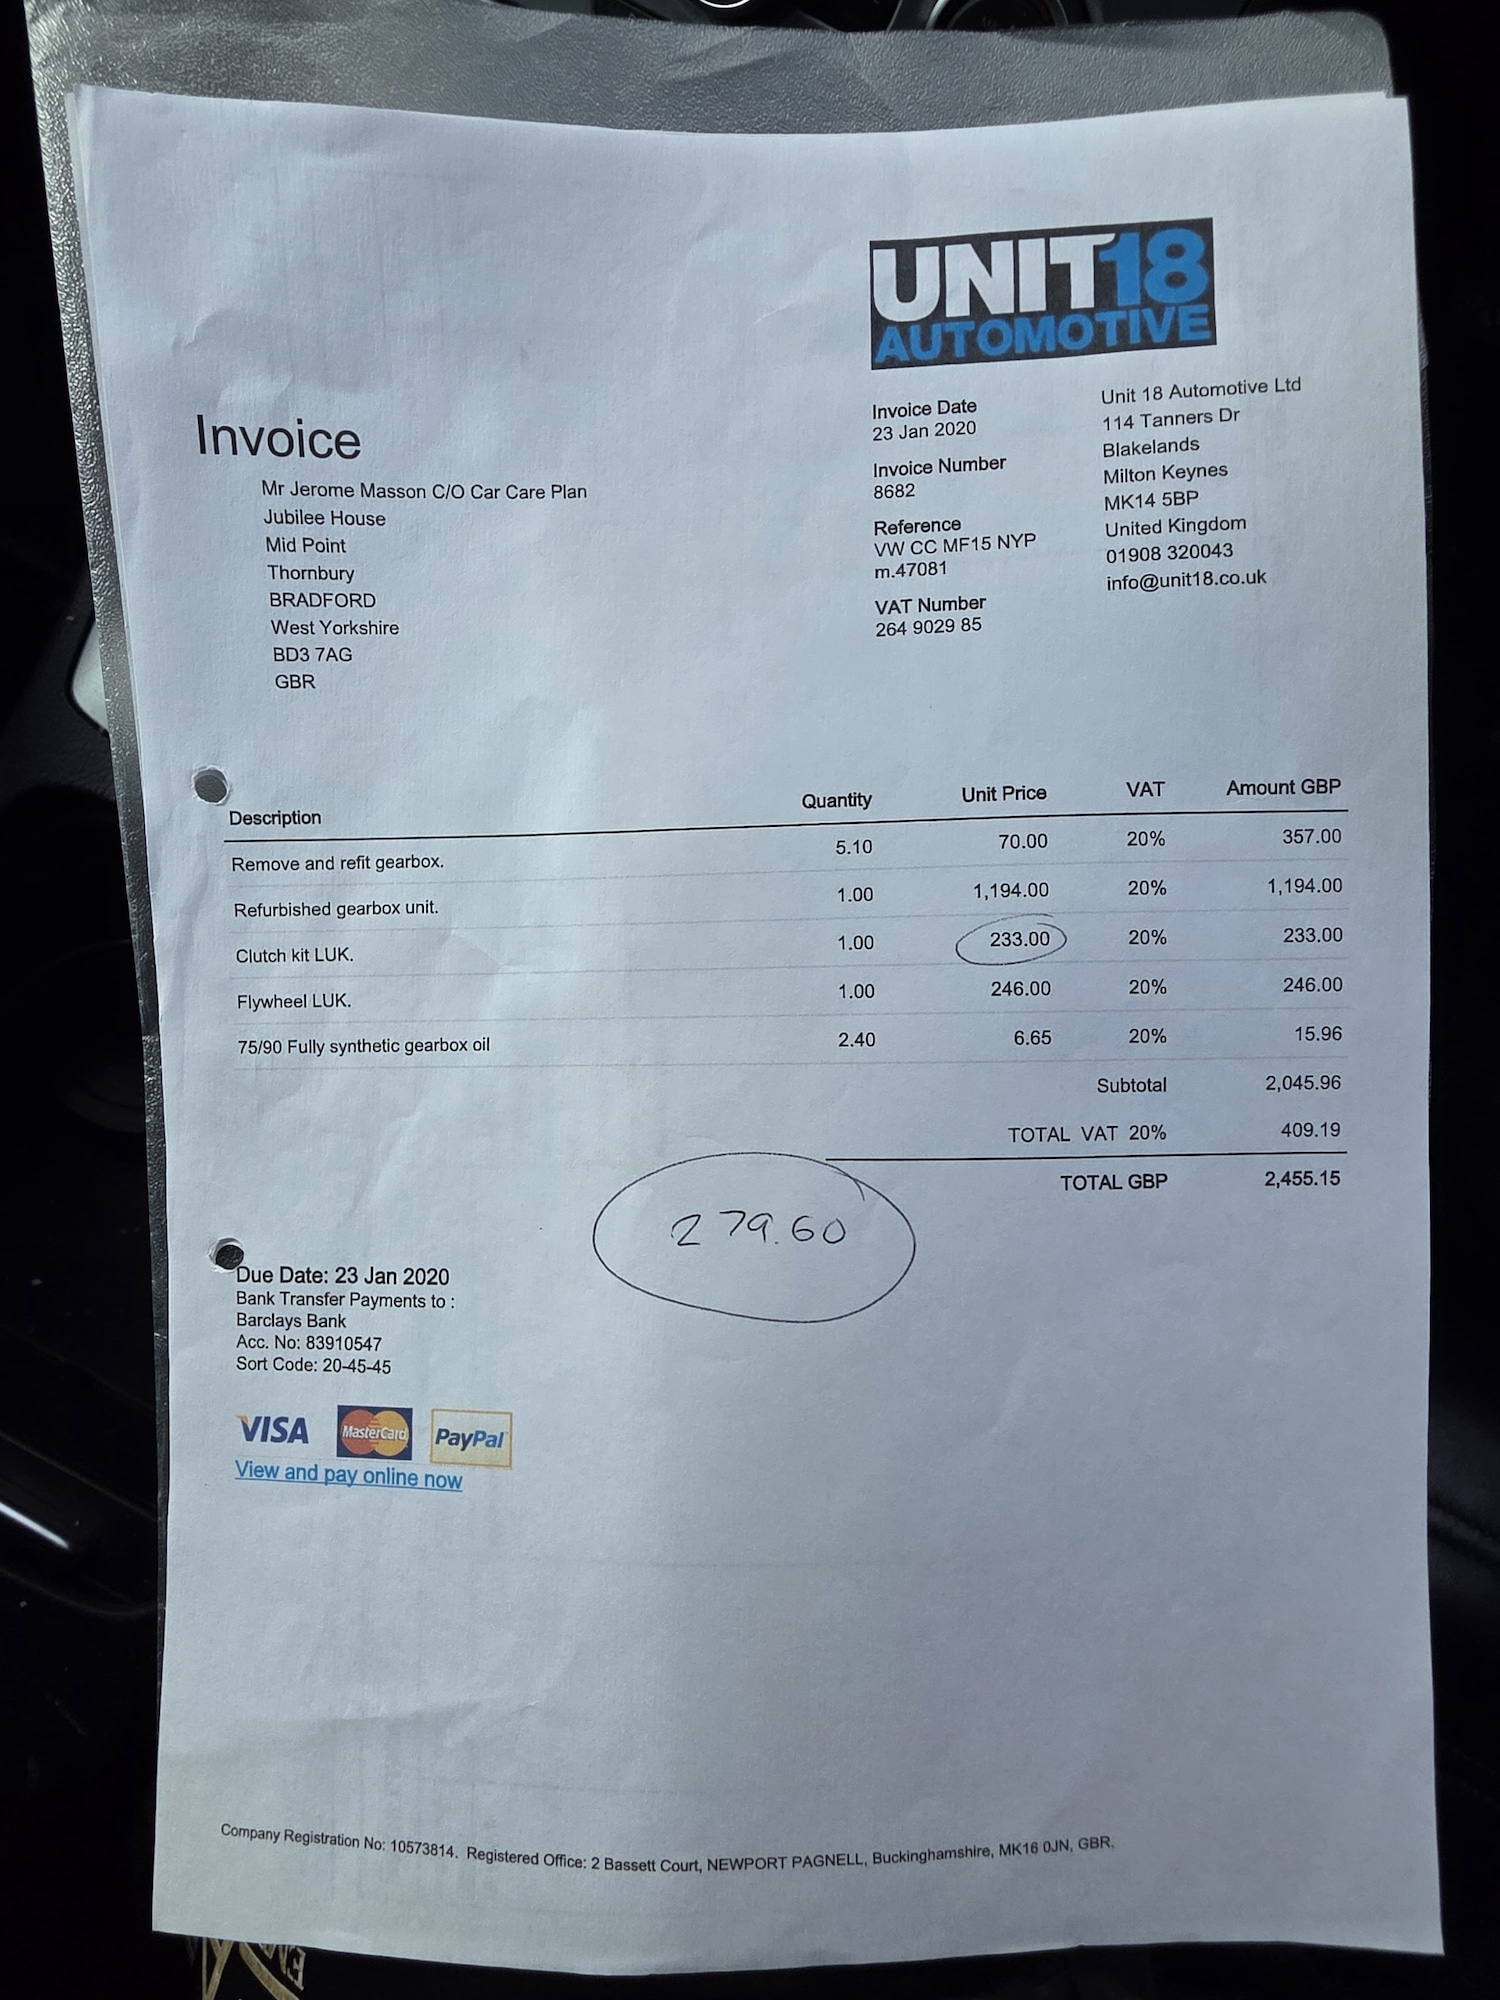 UNIT18
AUTOMOTIVE
Invoice
Mr Jerome Masson C/O Car Care Plan
Jubilee House
Mid Point
Thornbury
BRADFORD
West Yorkshire
BD3 7AG
GBR
Invoice Date
23 Jan 2020
Invoice Number
8682
Reference
VW CC MF15 NYP
m.47081
VAT Number
264 9029 85
Unit 18 Automotive Ltd
114 Tanners Dr
Blakelands
Milton Keynes
MK14 5BP
United Kingdom
01908 320043
info@unit18.co.uk
Description Quantity Unit Price VAT Amount GBP
Remove and refit gearbox. 5.10 70.00 20% 357.00
Refurbished gearbox unit. 1.00 1,194.00 20% 1,194.00
Clutch kit LUK. 1.00 233.00 20% 233.00
Flywheel LUK. 1.00 246.00 20% 246.00
75/90 Fully synthetic gearbox oil 2.40 6.65 20% 15.96
Subtotal 2,045.96
TOTAL VAT 20% 409.19
TOTAL GBP 2,455.15
279.60
Due Date: 23 Jan 2020
Bank Transfer Payments to :
Barclays Bank
Acc. No: 83910547
Sort Code: 20-45-45
VISA MasterCard PayPal
View and pay online now
Company Registration No: 10573814. Registered Office: 2 Bassett Court, NEWPORT PAGNELL, Buckinghamshire, MK16 0JN, GBR.